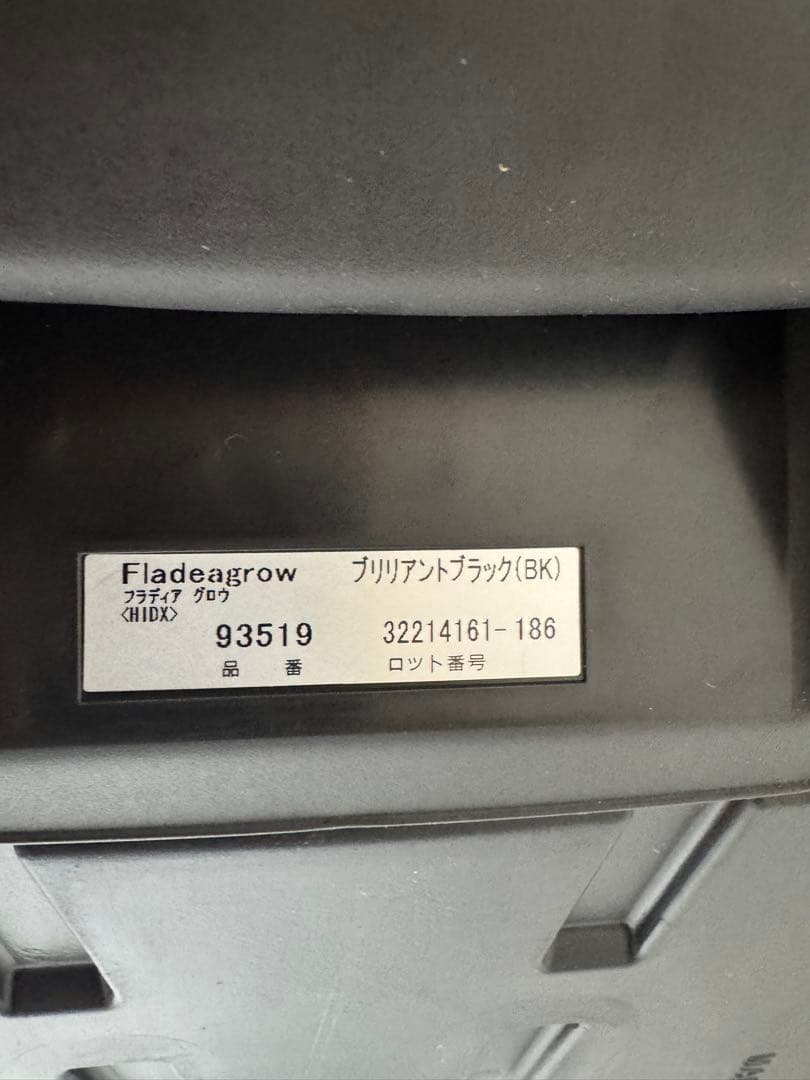 Fladeagrow ブリリアントブラック(BK)
フラディア グロウ
<HIDX>
93519 32214161-186
品 番 ロット番号